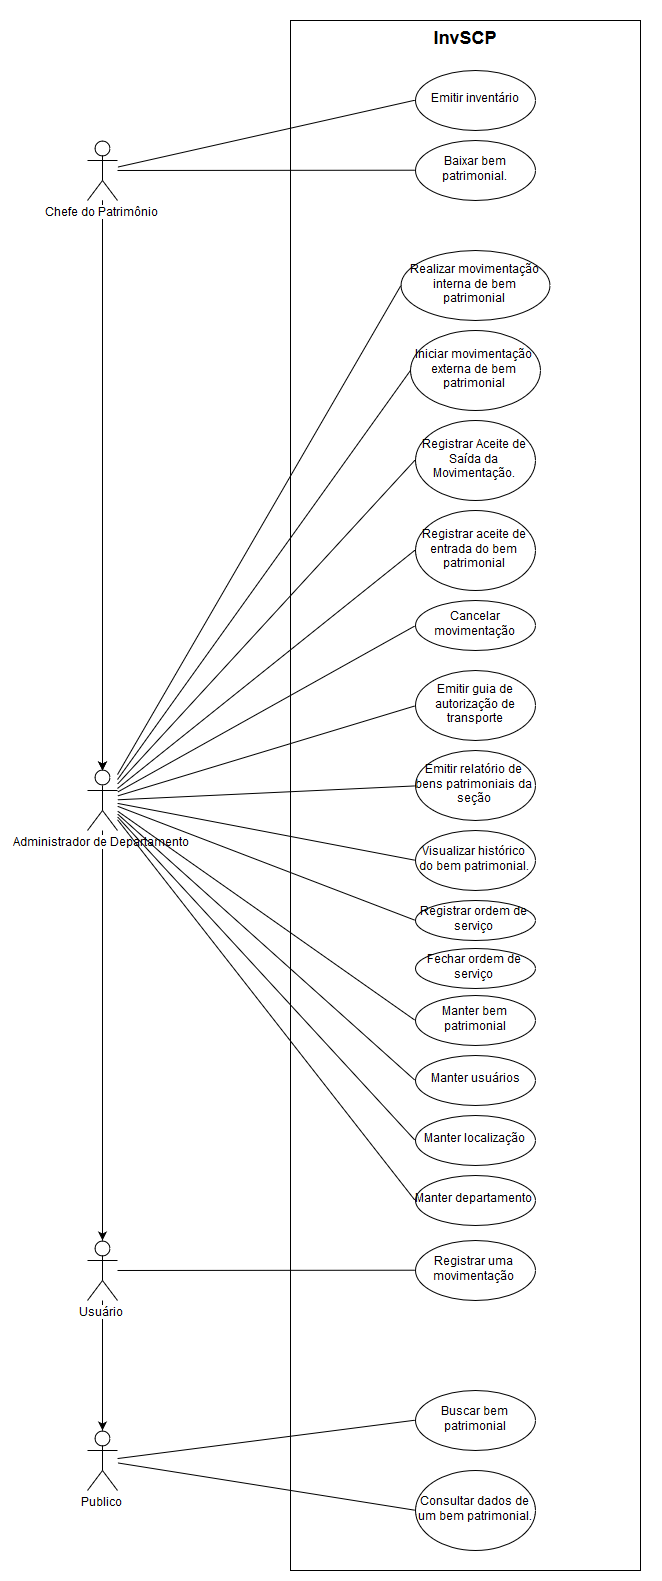 InvSCP
Emitir inventário
Baixar bem
patrimonial.
Chefe do Patrimônio
Realizar movimentação
interna de bem
patrimonial
Iniciar movimentação
externa de bem
patrimonial
Registrar Aceite de
Saída da
Movimentação.
Registrar aceite de
entrada do bem
patrimonial
Cancelar
movimentação
Emitir guia de
autorização de
transporte
Emitir relatório de
bens patrimoniais da
seção
Administrador de Departamento
Visualizar histórico
do bem patrimonial.
Registrar ordem de
serviço
Fechar ordem de
serviço
Manter bem
patrimonial
Manter usuários
Manter localização
Manter departamento
Registrar uma
movimentação
Usuário
Buscar bem
patrimonial
Publico
Consultar dados de
um bem patrimonial.